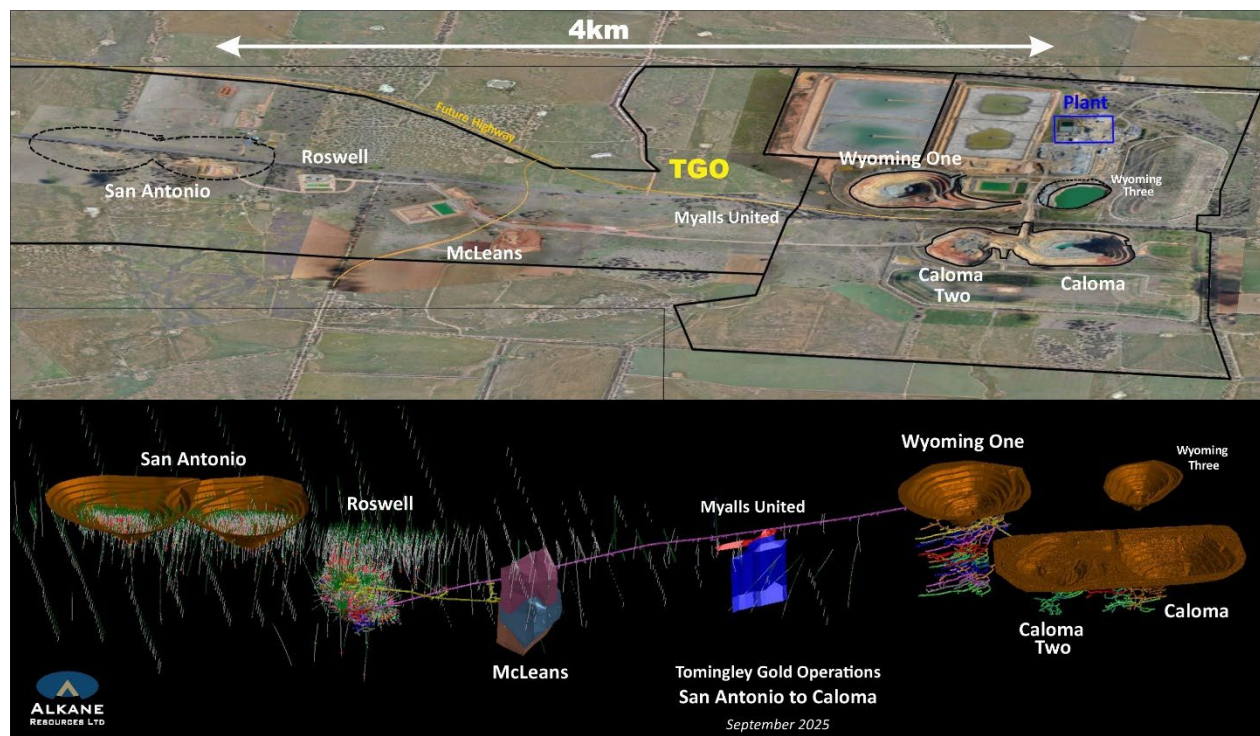 4km
Future Highway
Plant
Roswell
San Antonio
TGO
Wyoming One
Wyoming
Three
Myalls United
McLeans
Caloma
Two
Caloma
San Antonio
Wyoming One
Wyoming
Three
Roswell
Myalls United
McLeans
Caloma
Two
Caloma
Tomingley Gold Operations
San Antonio to Caloma
September 2025
ALKANE
RESOURCES LTD